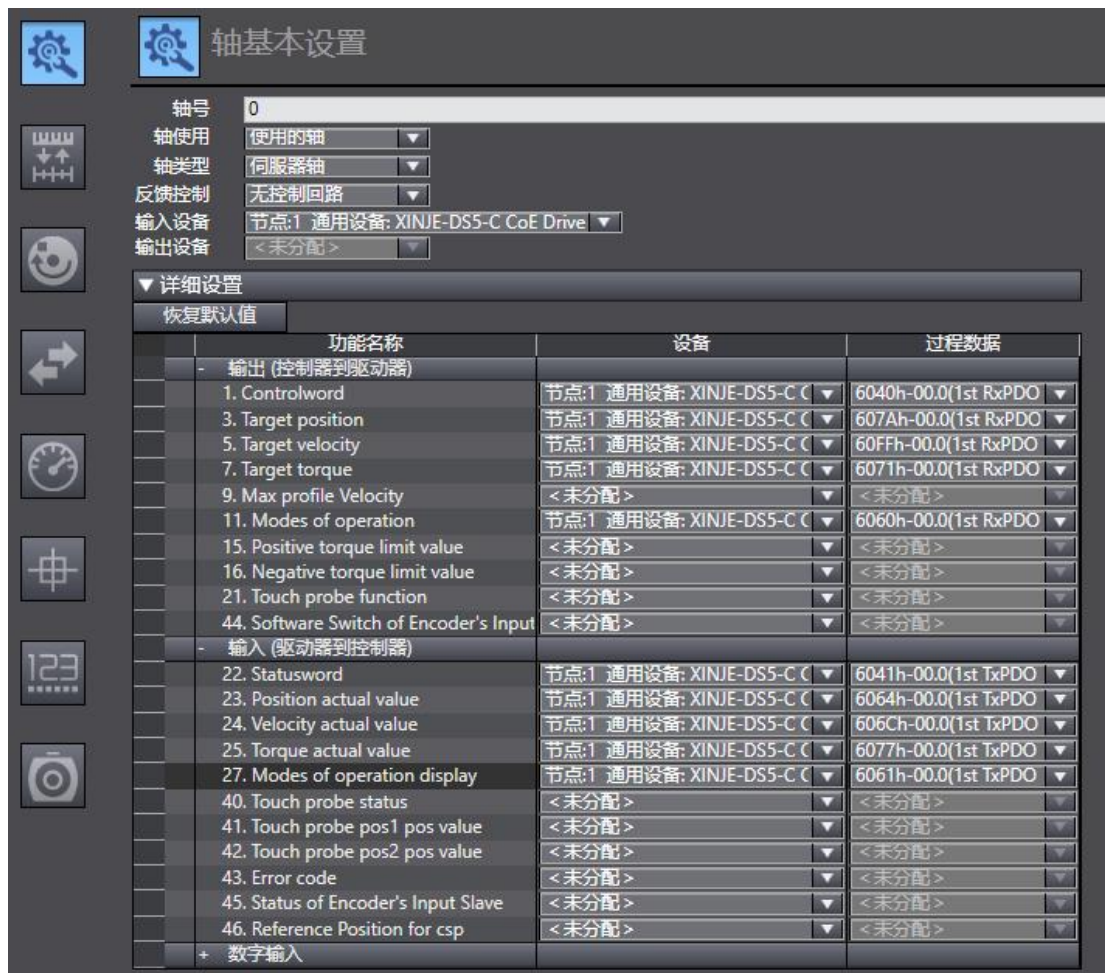 轴基本设置
轴号 0
轴使用 使用的轴
轴类型 伺服器轴
反馈控制 无控制回路
输入设备 节点:1 通用设备: XINJE-DS5-C CoE Drive
输出设备 <未分配>
详细设置
恢复默认值
功能名称 设备 过程数据
- 输出 (控制器到驱动器)
1. Controlword 节点:1 通用设备: XINJE-DS5-C ( 6040h-00.0(1st RxPDO
3. Target position 节点:1 通用设备: XINJE-DS5-C ( 607Ah-00.0(1st RxPDO
5. Target velocity 节点:1 通用设备: XINJE-DS5-C ( 60FFh-00.0(1st RxPDO
7. Target torque 节点:1 通用设备: XINJE-DS5-C ( 6071h-00.0(1st RxPDO
9. Max profile Velocity <未分配> <未分配>
11. Modes of operation 节点:1 通用设备: XINJE-DS5-C ( 6060h-00.0(1st RxPDO
15. Positive torque limit value <未分配> <未分配>
16. Negative torque limit value <未分配> <未分配>
21. Touch probe function <未分配> <未分配>
44. Software Switch of Encoder's Input <未分配> <未分配>
- 输入 (驱动器到控制器)
22. Statusword 节点:1 通用设备: XINJE-DS5-C ( 6041h-00.0(1st TxPDO
23. Position actual value 节点:1 通用设备: XINJE-DS5-C ( 6064h-00.0(1st TxPDO
24. Velocity actual value 节点:1 通用设备: XINJE-DS5-C ( 606Ch-00.0(1st TxPDO
25. Torque actual value 节点:1 通用设备: XINJE-DS5-C ( 6077h-00.0(1st TxPDO
27. Modes of operation display 节点:1 通用设备: XINJE-DS5-C ( 6061h-00.0(1st TxPDO
40. Touch probe status <未分配> <未分配>
41. Touch probe pos1 pos value <未分配> <未分配>
42. Touch probe pos2 pos value <未分配> <未分配>
43. Error code <未分配> <未分配>
45. Status of Encoder's Input Slave <未分配> <未分配>
46. Reference Position for csp <未分配> <未分配>
+ 数字输入
123